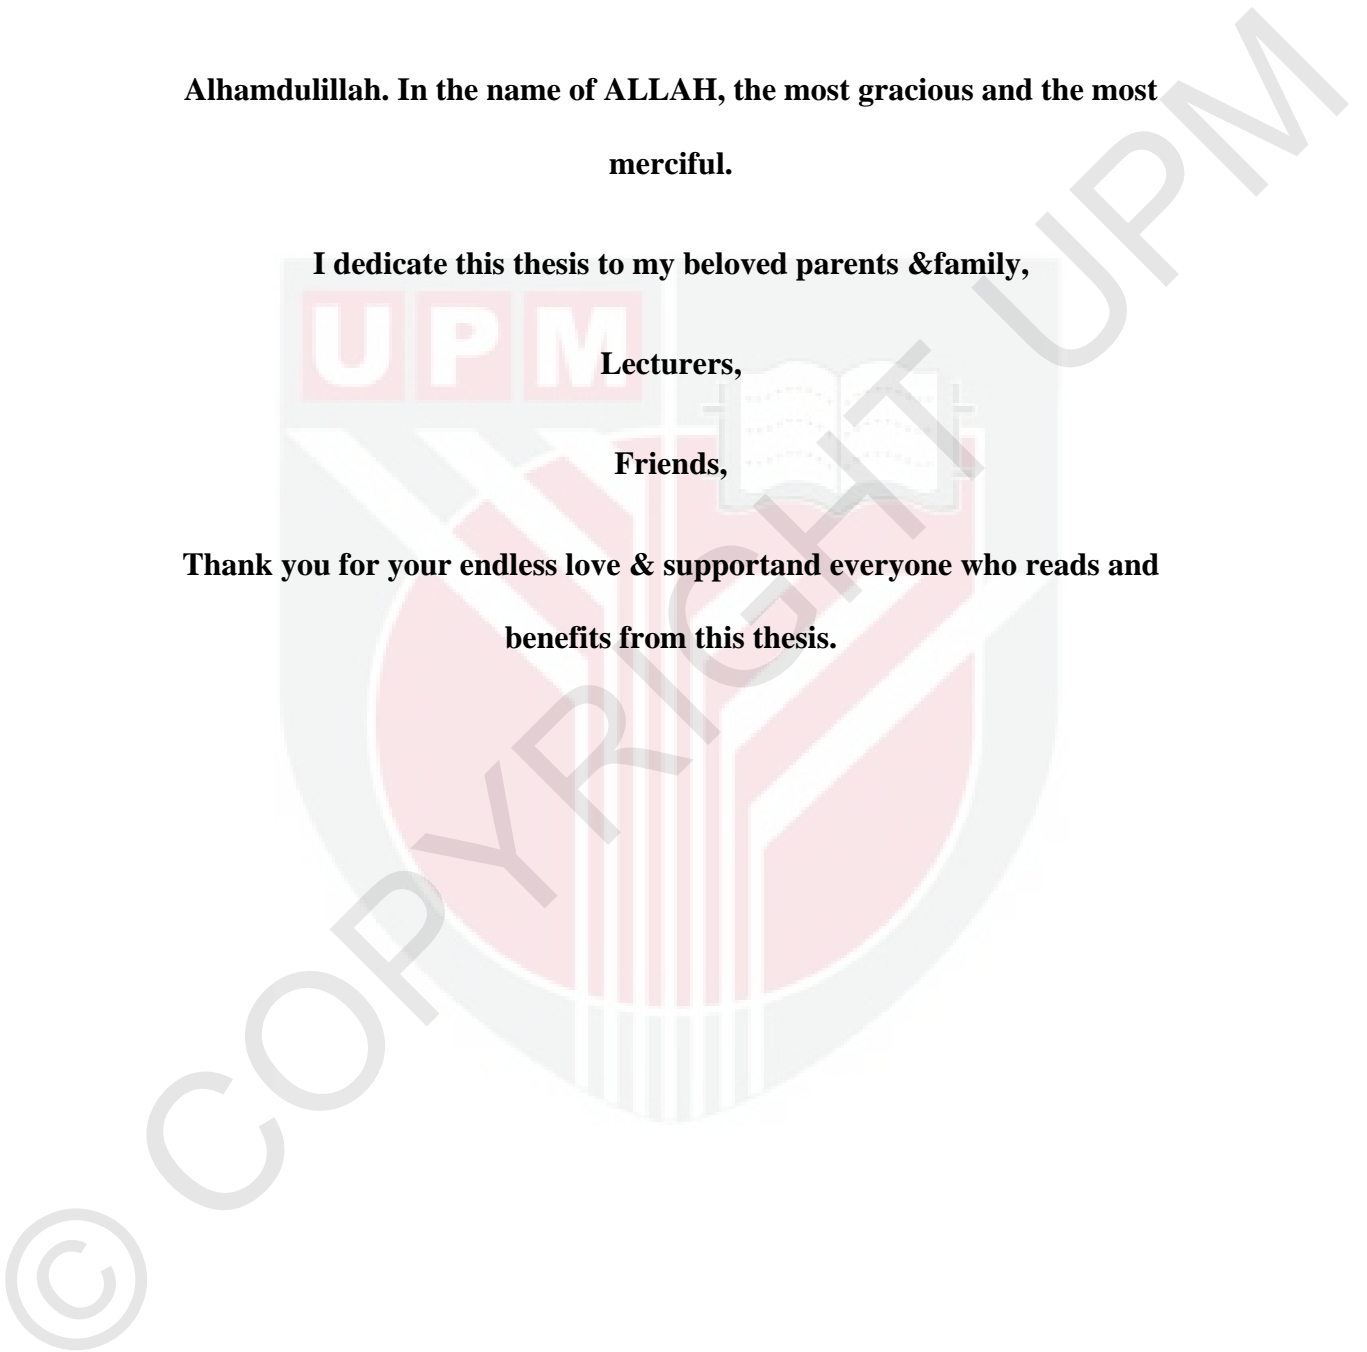 Alhamdulillah. In the name of ALLAH, the most gracious and the most
merciful.
I dedicate this thesis to my beloved parents &family,
UPM
Lecturers,
Friends,
Thank you for your endless love & supportand everyone who reads and
benefits from this thesis.
© COPYRIGHT UPM